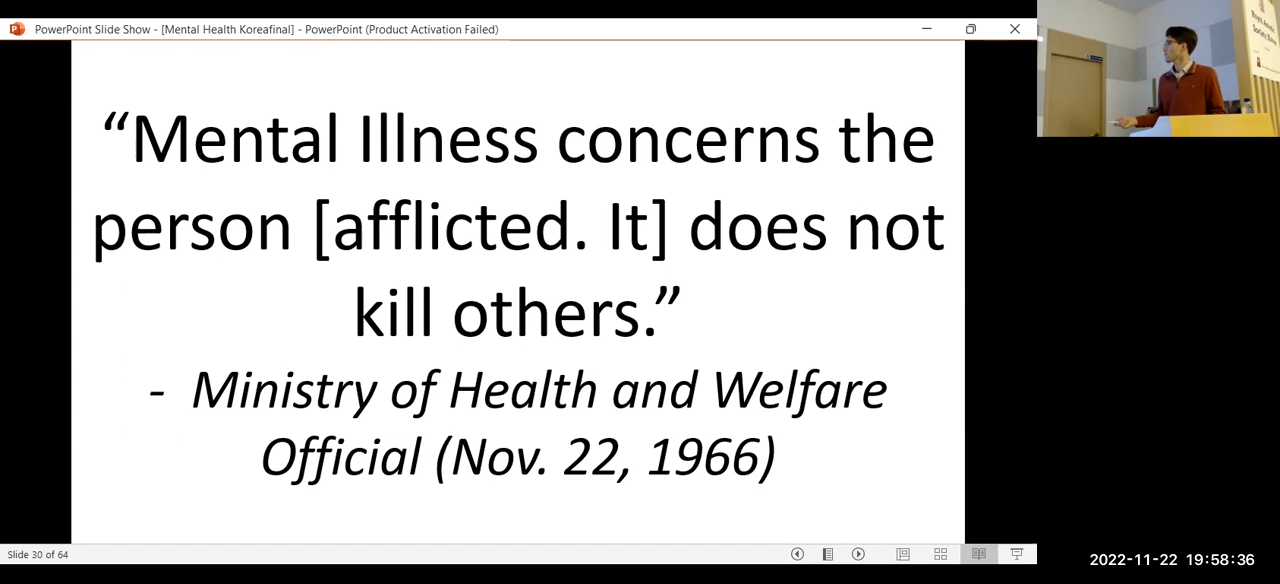 PowerPoint Slide Show - [Mental Health Koreafinal] - PowerPoint (Product Activation Failed)
“Mental Illness concerns the
person [afflicted. It] does not
kill others.”
- Ministry of Health and Welfare
Official (Nov. 22, 1966)
Slide 30 of 64
2022-11-22 19:58:36